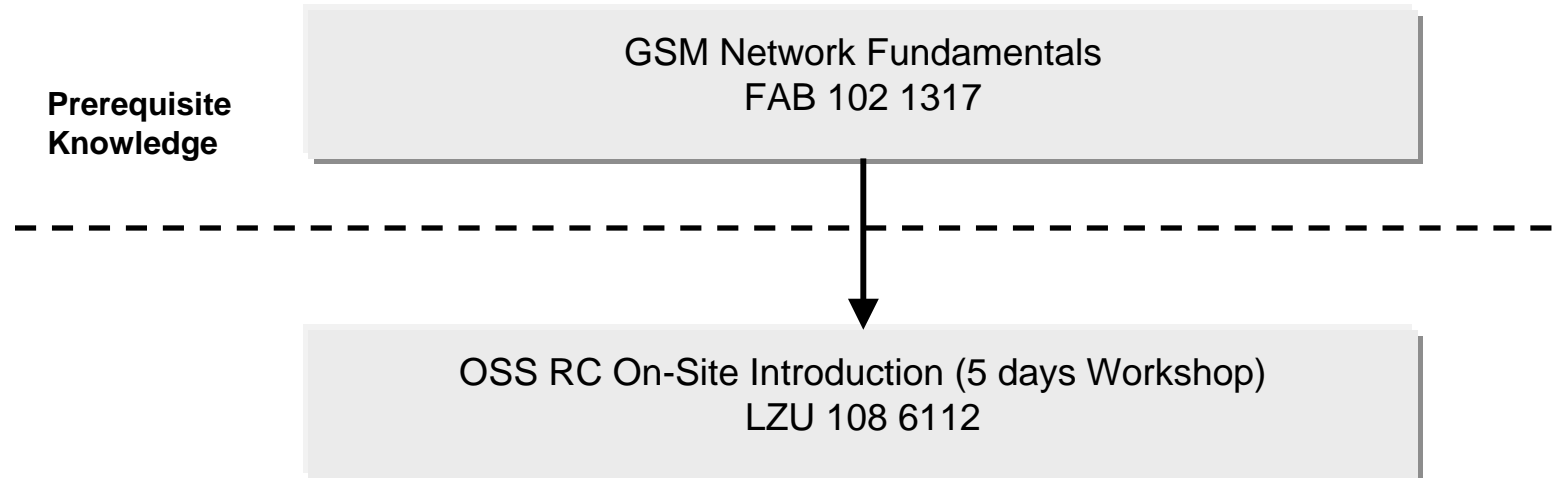 GSM Network Fundamentals
FAB 102 1317
Prerequisite
Knowledge
OSS RC On-Site Introduction (5 days Workshop)
LZU 108 6112